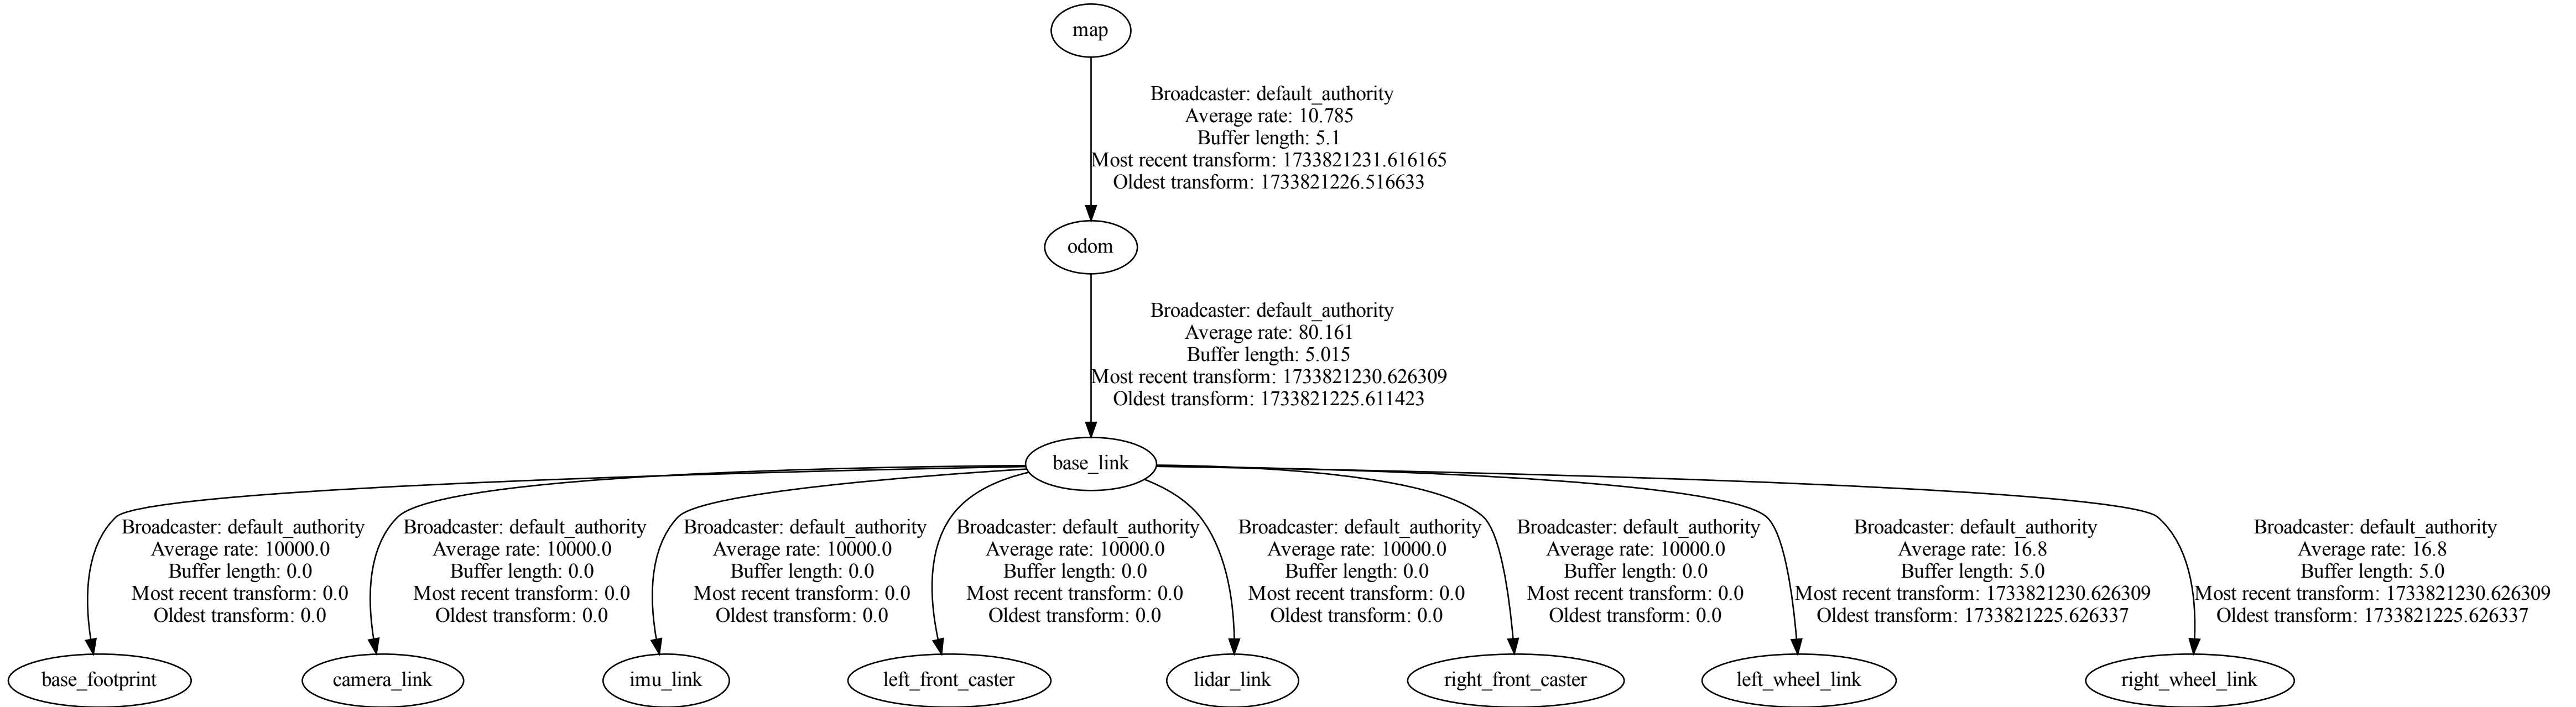 map
Broadcaster: default_authority
Average rate: 10.785
Buffer length: 5.1
Most recent transform: 1733821231.616165
Oldest transform: 1733821226.516633
odom
Broadcaster: default_authority
Average rate: 80.161
Buffer length: 5.015
Most recent transform: 1733821230.626309
Oldest transform: 1733821225.611423
base_link
Broadcaster: default_authority
Average rate: 10000.0
Buffer length: 0.0
Most recent transform: 0.0
Oldest transform: 0.0
Broadcaster: default_authority
Average rate: 10000.0
Buffer length: 0.0
Most recent transform: 0.0
Oldest transform: 0.0
Broadcaster: default_authority
Average rate: 10000.0
Buffer length: 0.0
Most recent transform: 0.0
Oldest transform: 0.0
Broadcaster: default_authority
Average rate: 10000.0
Buffer length: 0.0
Most recent transform: 0.0
Oldest transform: 0.0
Broadcaster: default_authority
Average rate: 10000.0
Buffer length: 0.0
Most recent transform: 0.0
Oldest transform: 0.0
Broadcaster: default_authority
Average rate: 10000.0
Buffer length: 0.0
Most recent transform: 0.0
Oldest transform: 0.0
Broadcaster: default_authority
Average rate: 16.8
Buffer length: 5.0
Most recent transform: 1733821230.626309
Oldest transform: 1733821225.626337
Broadcaster: default_authority
Average rate: 16.8
Buffer length: 5.0
Most recent transform: 1733821230.626309
Oldest transform: 1733821225.626337
base_footprint
camera_link
imu_link
left_front_caster
lidar_link
right_front_caster
left_wheel_link
right_wheel_link